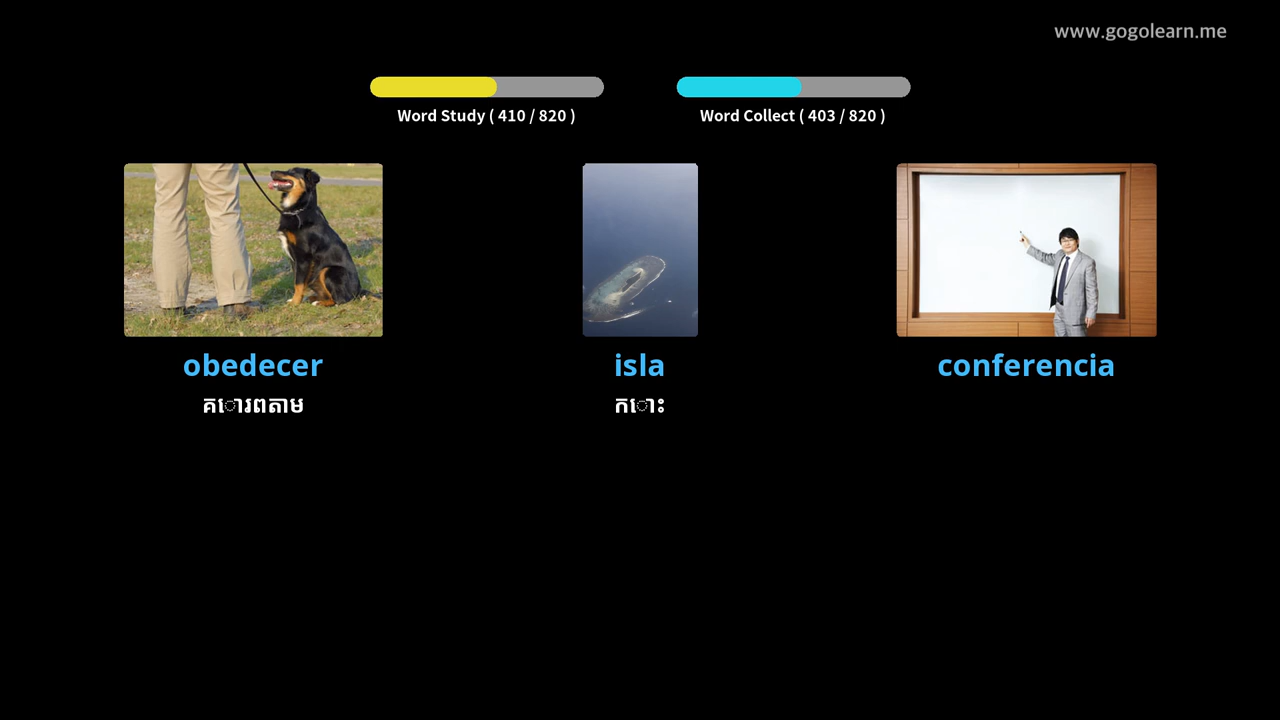 www.gogolearn.me
Word Study ( 410 / 820 )
Word Collect ( 403 / 820 )
obedecer
isla
conferencia
គោរពតាម
កោះ